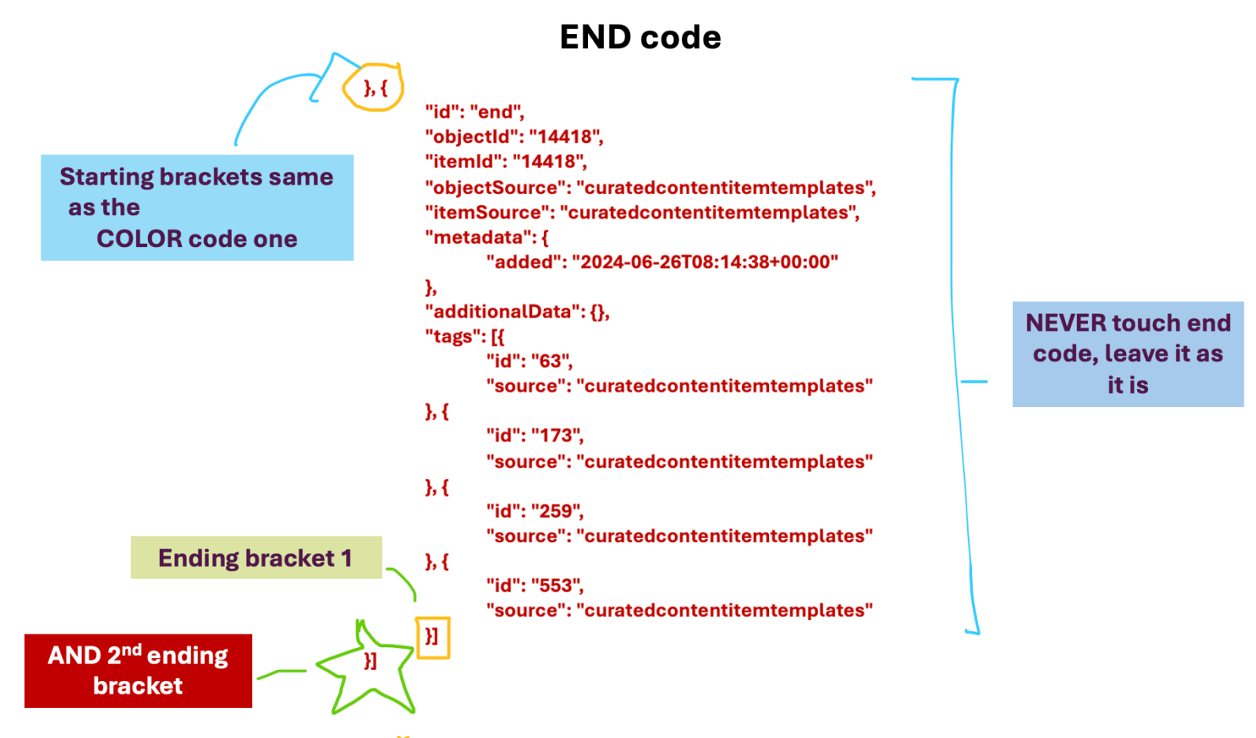 END code
}, {
"id": "end",
"objectId": "14418",
"itemId": "14418",
"objectSource": "curatedcontentitemtemplates",
"itemSource": "curatedcontentitemtemplates",
"metadata": {
"added": "2024-06-26T08:14:38+00:00"
},
"additionalData": {},
"tags": [{
"id": "63",
"source": "curatedcontentitemtemplates"
}, {
"id": "173",
"source": "curatedcontentitemtemplates"
}, {
"id": "259",
"source": "curatedcontentitemtemplates"
}, {
"id": "553",
"source": "curatedcontentitemtemplates"
}]
}]
Starting brackets same
as the
COLOR code one
NEVER touch end
code, leave it as
it is
Ending bracket 1
AND 2nd ending
bracket